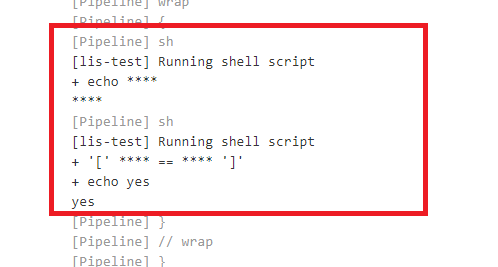 [Pipeline] wrap
[Pipeline] {
[Pipeline] sh
[lis-test] Running shell script
+ echo ****
****
[Pipeline] sh
[lis-test] Running shell script
+ '[' **** == **** ']'
+ echo yes
yes
[Pipeline] }
[Pipeline] // wrap
[Pipeline] }